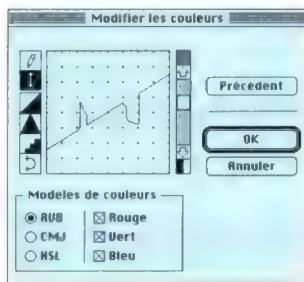 Modifier les couleurs
Précédent
OK
Annuler
Modeles de couleurs
RVB
Rouge
CMJ
Vert
HSL
Bleu